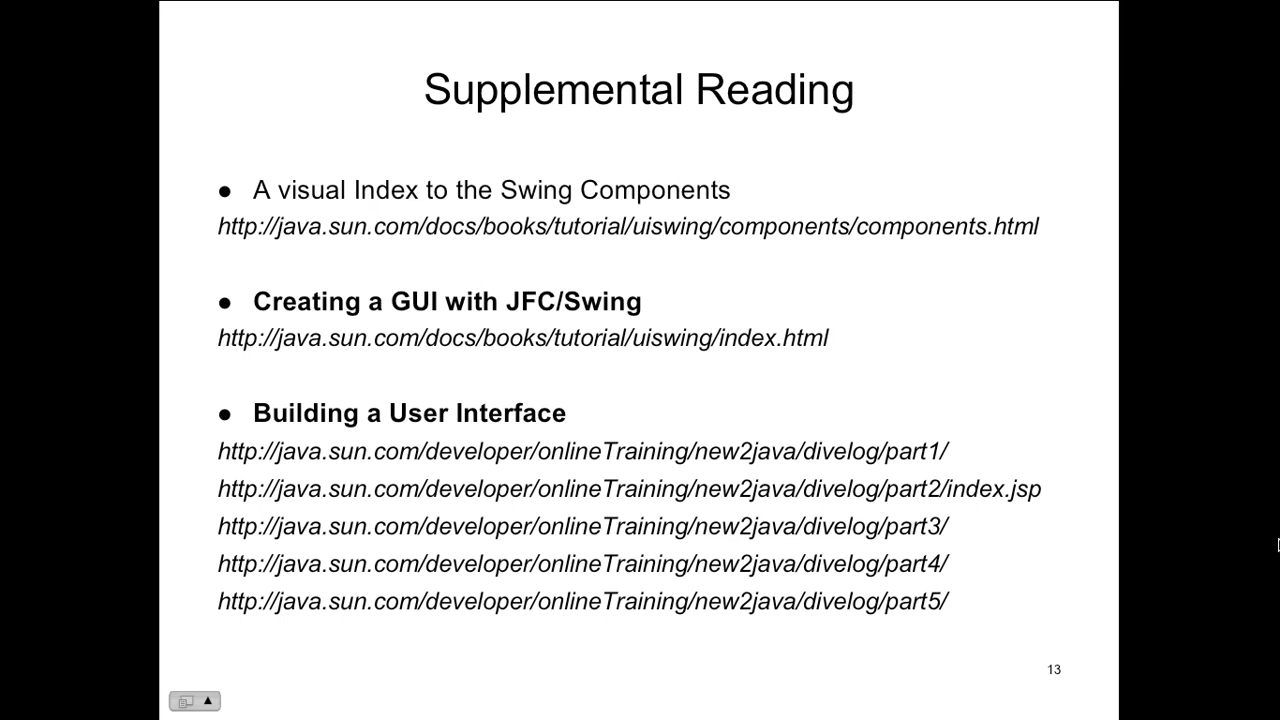 Supplemental Reading
● A visual Index to the Swing Components
http://java.sun.com/docs/books/tutorial/uiswing/components/components.html
● Creating a GUI with JFC/Swing
http://java.sun.com/docs/books/tutorial/uiswing/index.html
● Building a User Interface
http://java.sun.com/developer/onlineTraining/new2java/divelog/part1/
http://java.sun.com/developer/onlineTraining/new2java/divelog/part2/index.jsp
http://java.sun.com/developer/onlineTraining/new2java/divelog/part3/
http://java.sun.com/developer/onlineTraining/new2java/divelog/part4/
http://java.sun.com/developer/onlineTraining/new2java/divelog/part5/
13